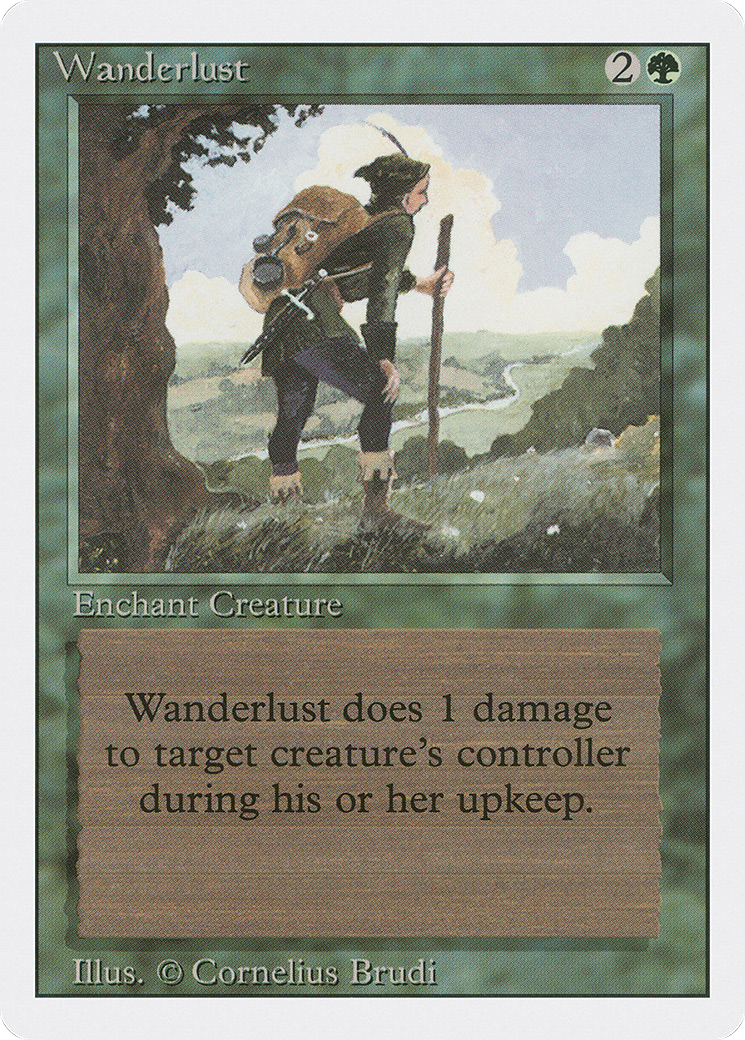 Wanderlust 2
Enchant Creature
Wanderlust does 1 damage
to target creature's controller
during his or her upkeep.
Illus. © Cornelius Brudi